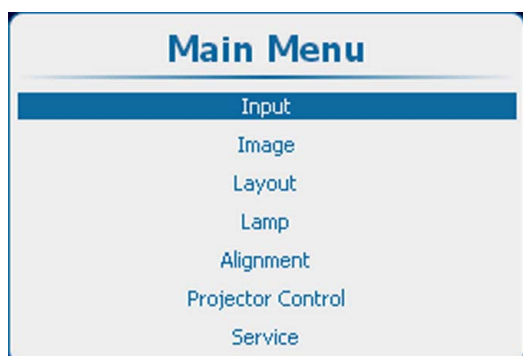 Main Menu
Input
Image
Layout
Lamp
Alignment
Projector Control
Service